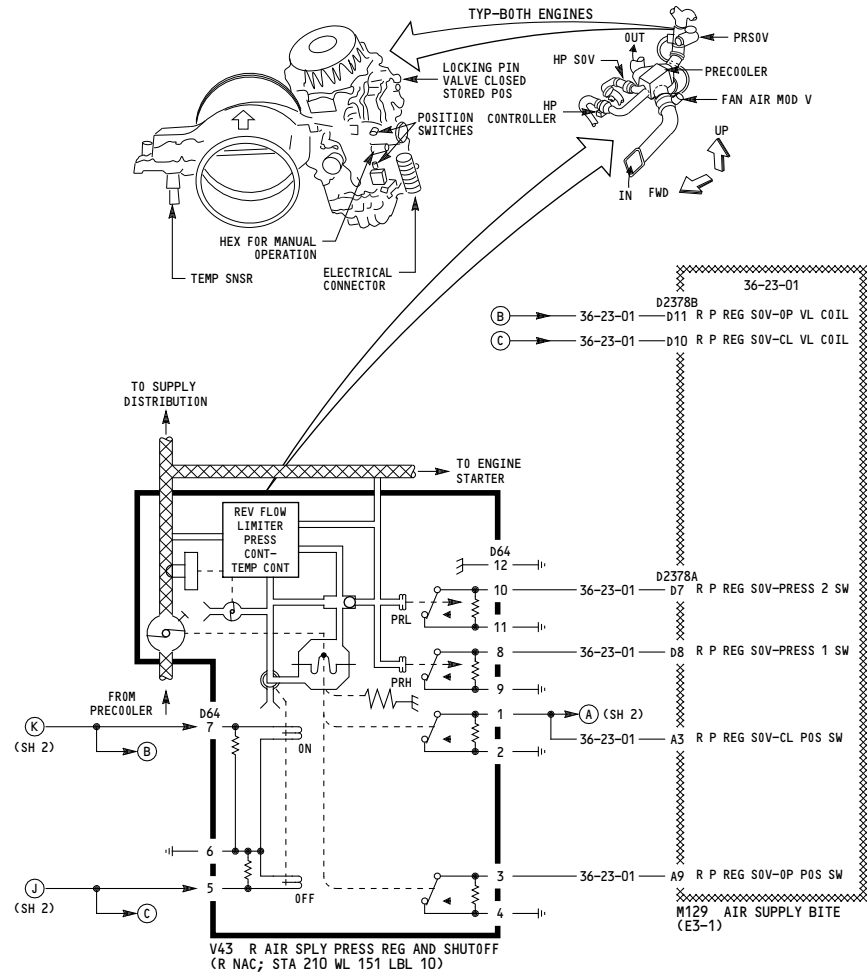 TYP-BOTH ENGINES
OUT
PRSOV
HP SOV
PRECOOLER
LOCKING PIN
VALVE CLOSED
STORED POS
HP
CONTROLLER
FAN AIR MOD V
POSITION
SWITCHES
UP
IN
FWD
HEX FOR MANUAL
OPERATION
TEMP SNSR
ELECTRICAL
CONNECTOR
36-23-01
D2378B
B
36-23-01
D11
R P REG SOV-OP VL COIL
C
36-23-01
D10
R P REG SOV-CL VL COIL
TO SUPPLY
DISTRIBUTION
TO ENGINE
STARTER
REV FLOW
LIMITER
PRESS
CONT-
TEMP CONT
D64
12
D2378A
10
36-23-01
D7
R P REG SOV-PRESS 2 SW
PRL
11
8
36-23-01
D8
R P REG SOV-PRESS 1 SW
PRH
9
FROM
PRECOOLER
D64
1
A
(SH 2)
K
(SH 2)
7
B
ON
2
36-23-01
A3
R P REG SOV-CL POS SW
6
J
(SH 2)
5
C
OFF
3
36-23-01
A9
R P REG SOV-OP POS SW
4
M129 AIR SUPPLY BITE
(E3-1)
V43 R AIR SPLY PRESS REG AND SHUTOFF
(R NAC; STA 210 WL 151 LBL 10)